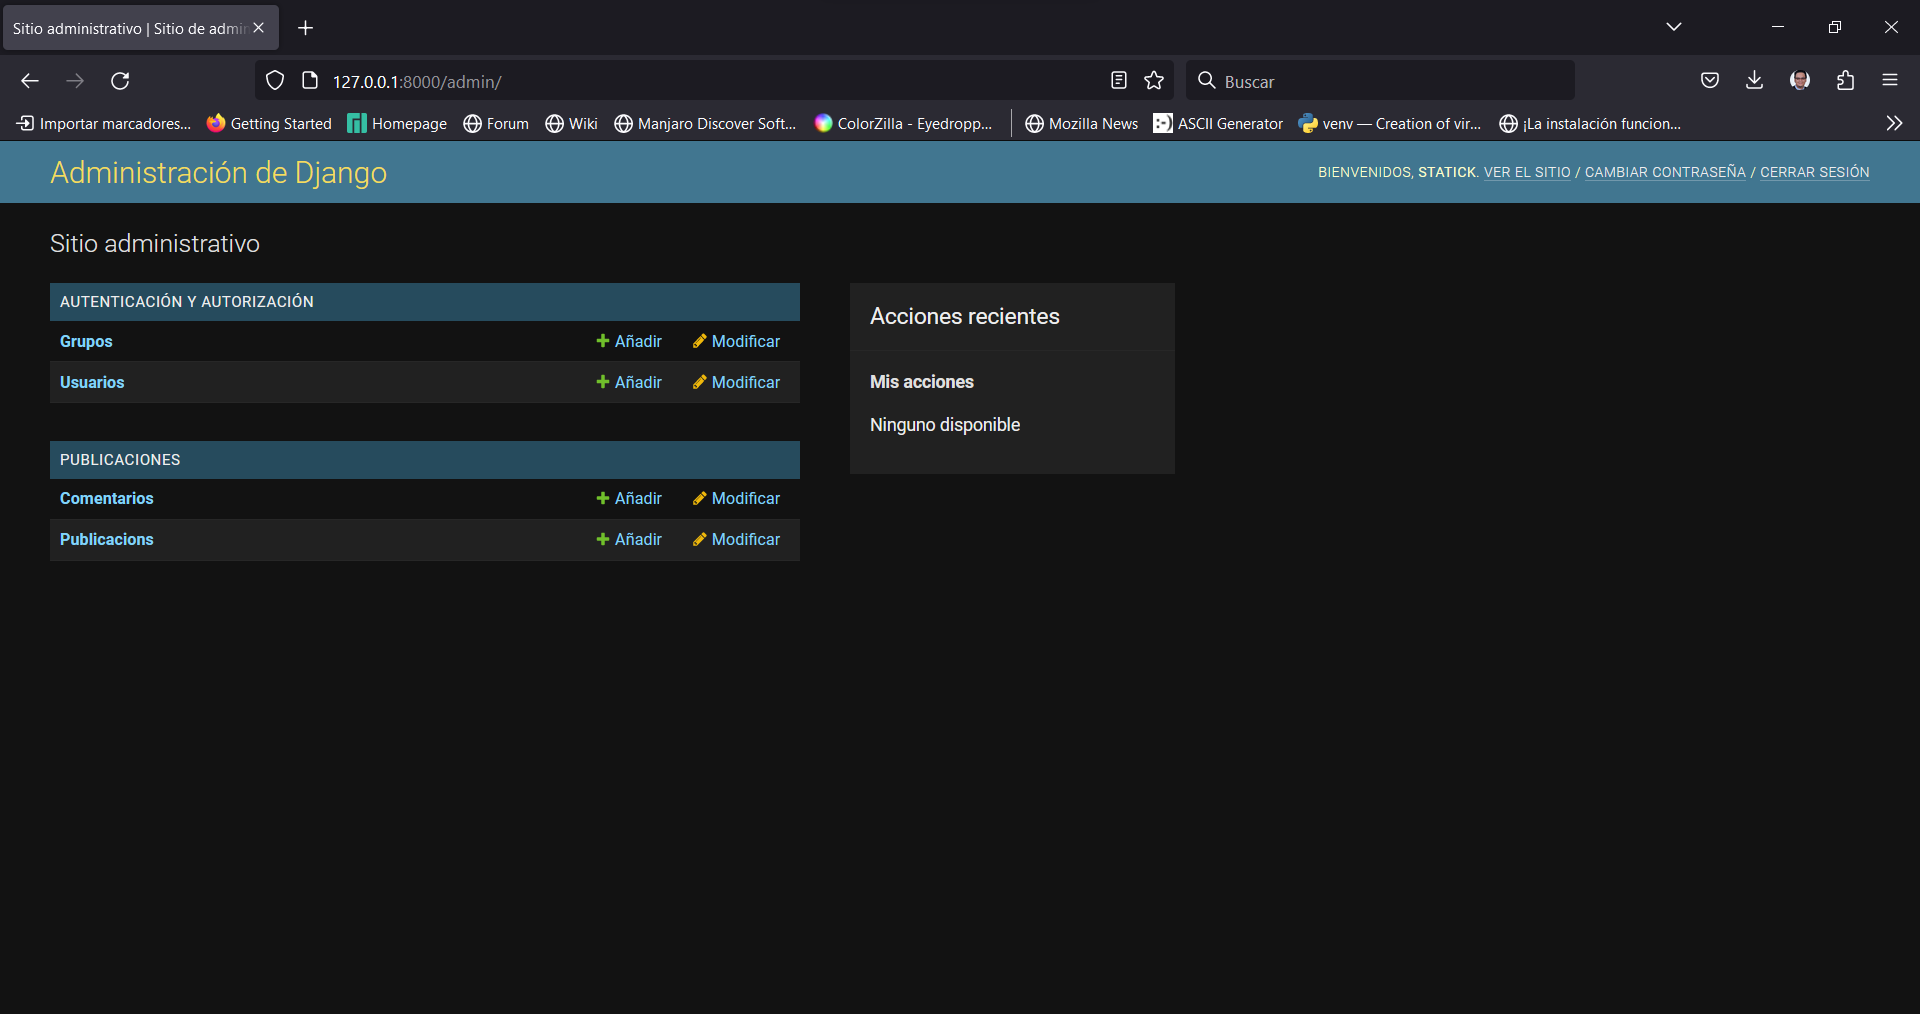 Sitio administrativo | Sitio de admin
127.0.0.1:8000/admin/
Buscar
Importar marcadores...
Getting Started
Homepage
Forum
Wiki
Manjaro Discover Soft...
ColorZilla - Eyedropp...
Mozilla News
ASCII Generator
venv — Creation of vir...
¡La instalación funcion...
Administración de Django
BIENVENIDOS, STATICK. VER EL SITIO / CAMBIAR CONTRASEÑA / CERRAR SESIÓN
Sitio administrativo
AUTENTICACIÓN Y AUTORIZACIÓN
Grupos Añadir Modificar
Usuarios Añadir Modificar
PUBLICACIONES
Comentarios Añadir Modificar
Publicacions Añadir Modificar
Acciones recientes
Mis acciones
Ninguno disponible